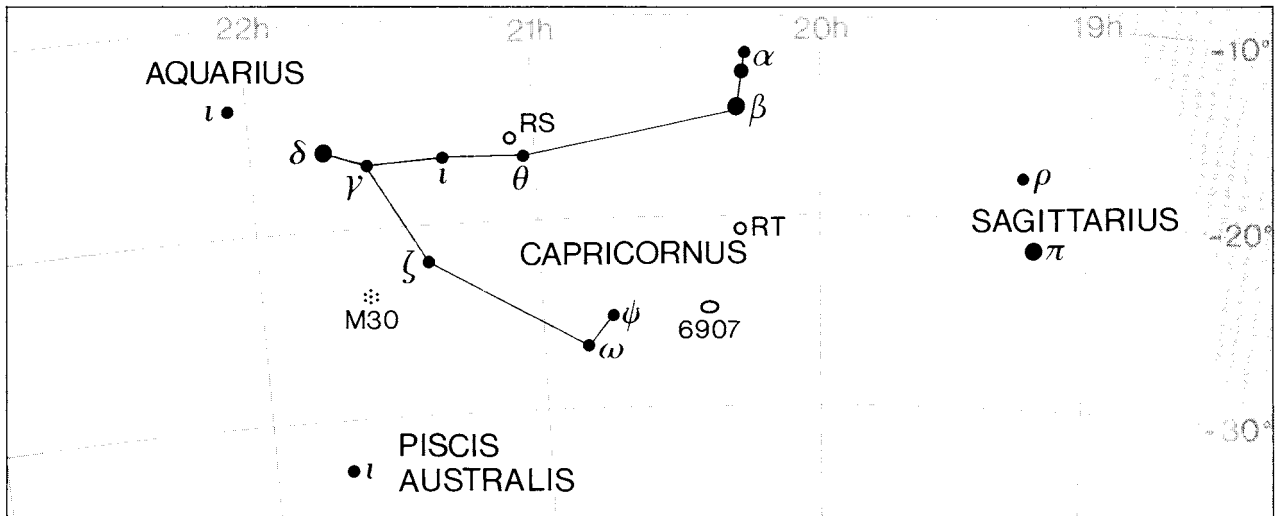 22h 21h 20h 19h
-10°
α
AQUARIUS
β
ι
RS
δ
γ ι θ
ρ
SAGITTARIUS
RT
-20°
CAPRICORNUS
π
ζ
M30
ψ
6907
ω
-30°
PISCIS
ι
AUSTRALIS